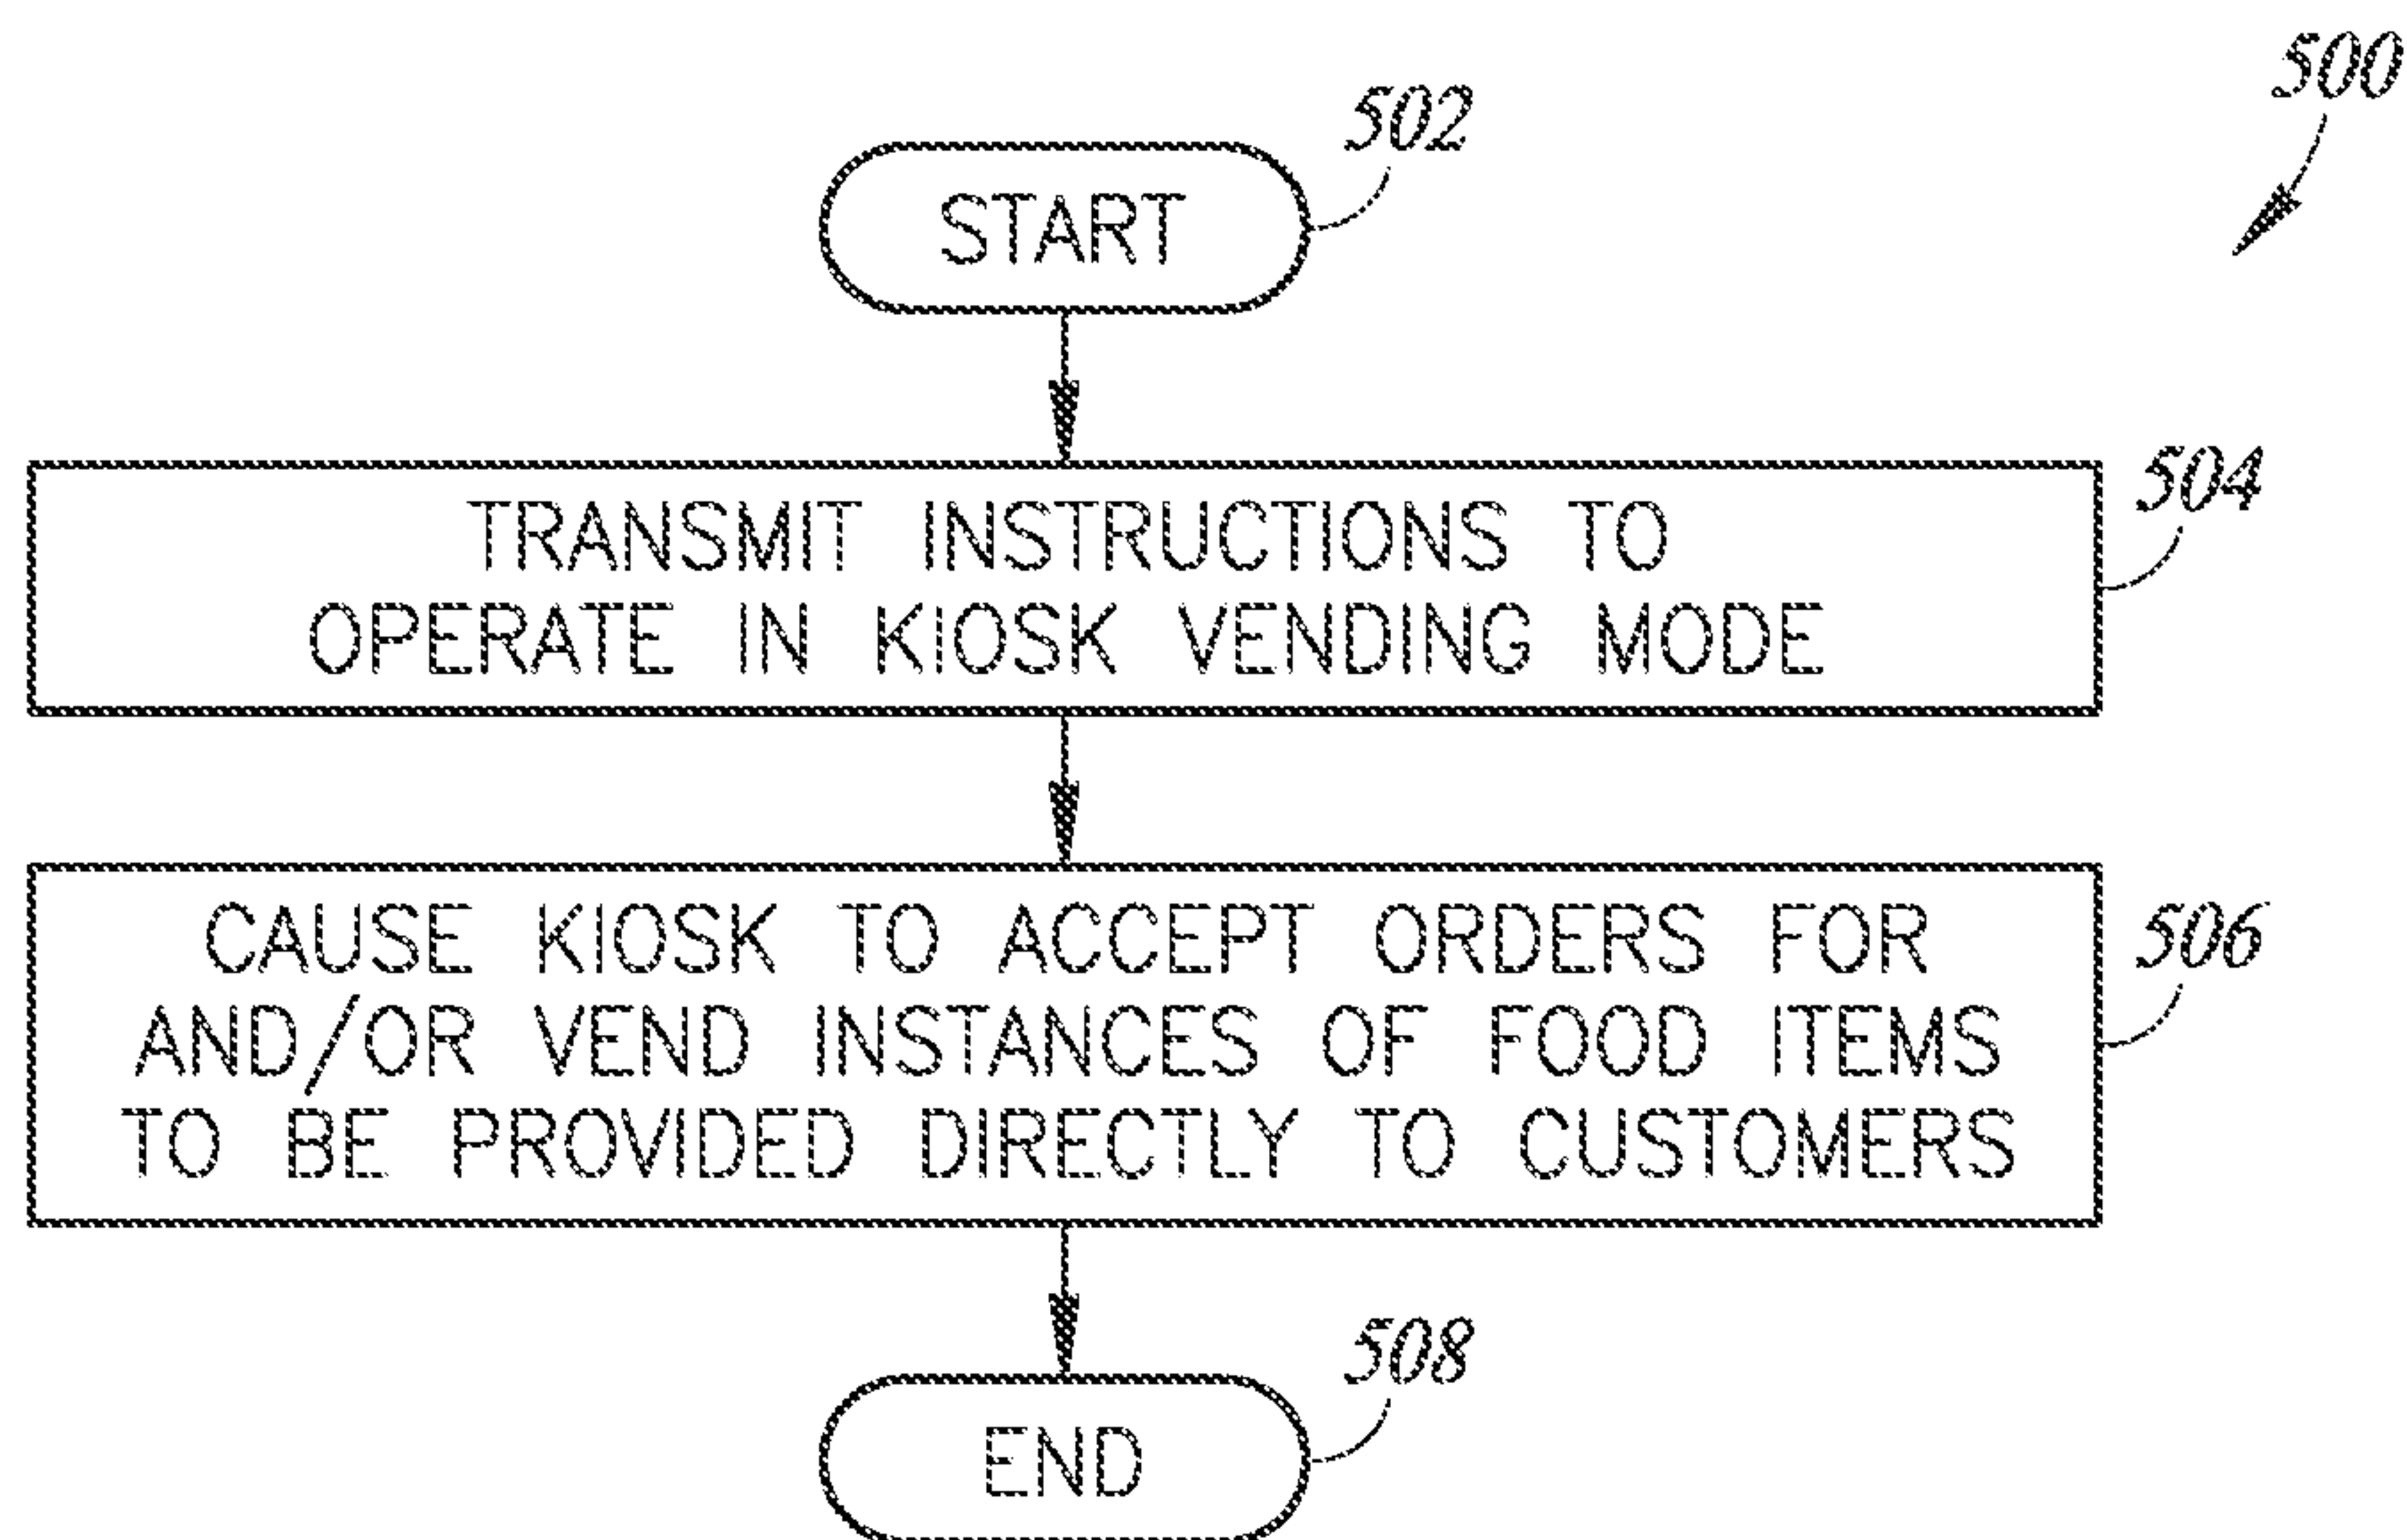 500
502
START
504
TRANSMIT INSTRUCTIONS TO
OPERATE IN KIOSK VENDING MODE
506
CAUSE KIOSK TO ACCEPT ORDERS FOR
AND/OR VEND INSTANCES OF FOOD ITEMS
TO BE PROVIDED DIRECTLY TO CUSTOMERS
508
END